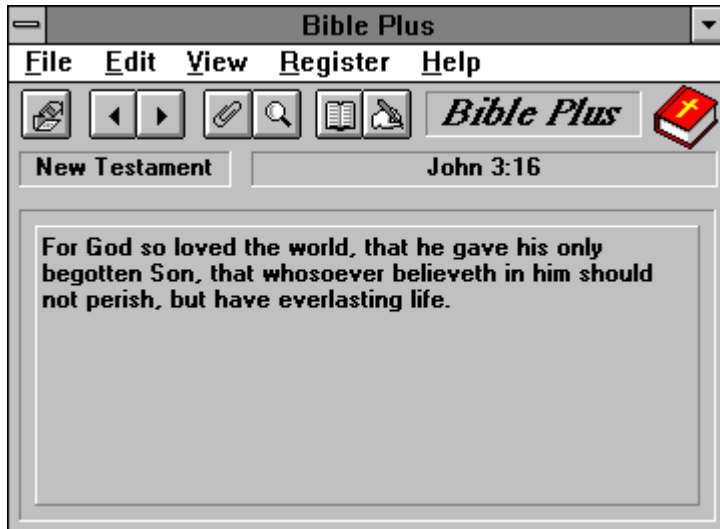 Bible Plus
File Edit View Register Help
Bible Plus
New Testament John 3:16
For God so loved the world, that he gave his only
begotten Son, that whosoever believeth in him should
not perish, but have everlasting life.